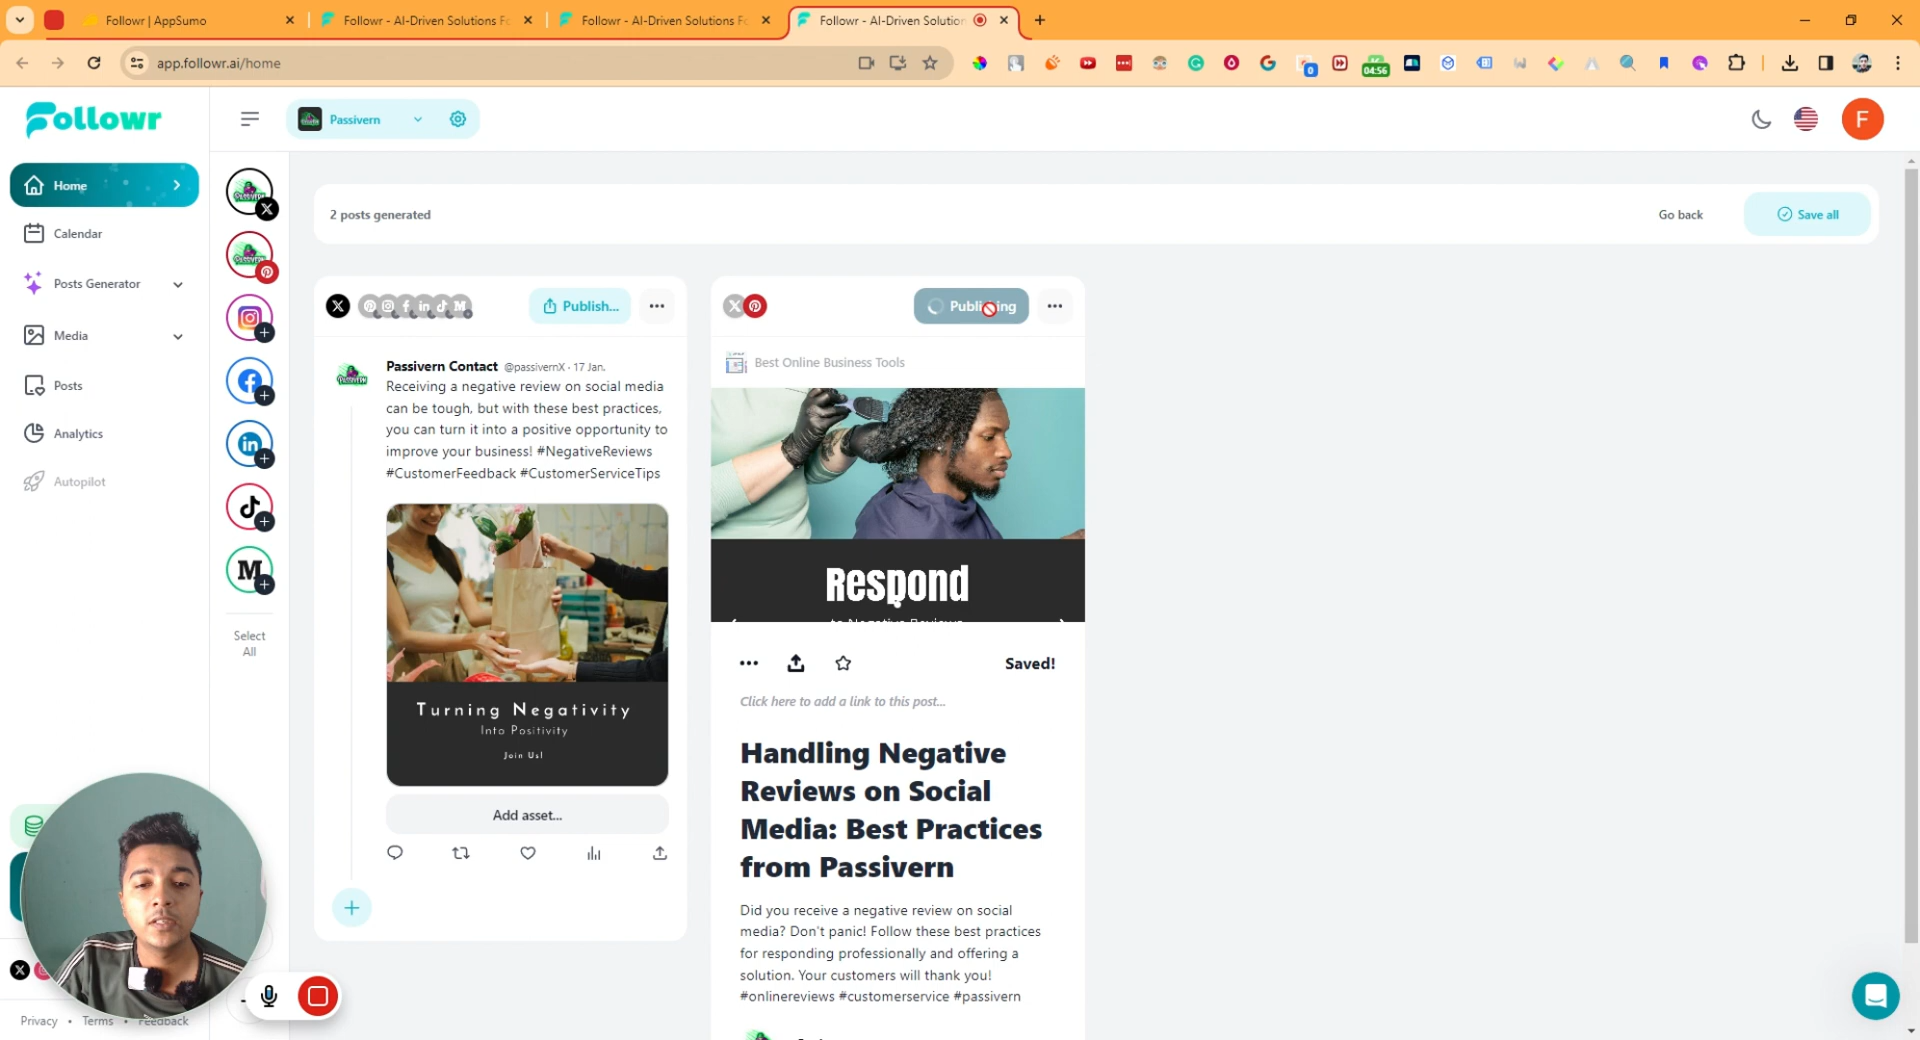 Followr | AppSumo
Followr - AI-Driven Solutions Fo
Followr - AI-Driven Solutions Fo
Followr - AI-Driven Solution
app.followr.ai/home
0
04:56
Followr
Passivern
F
Home
Calendar
Posts Generator
Media
Posts
Analytics
Autopilot
Select
All
2 posts generated
Go back
Save all
Publish...
Passivern Contact @passivernX · 17 Jan.
Receiving a negative review on social media
can be tough, but with these best practices,
you can turn it into a positive opportunity to
improve your business! #NegativeReviews
#CustomerFeedback #CustomerServiceTips
Turning Negativity
Into Positivity
Join Us!
Add asset...
Publishing
Best Online Business Tools
Respond
to Negative Reviews
Saved!
Click here to add a link to this post...
Handling Negative
Reviews on Social
Media: Best Practices
from Passivern
Did you receive a negative review on social
media? Don't panic! Follow these best practices
for responding professionally and offering a
solution. Your customers will thank you!
#onlinereviews #customerservice #passivern
Privacy • Terms • Feedback